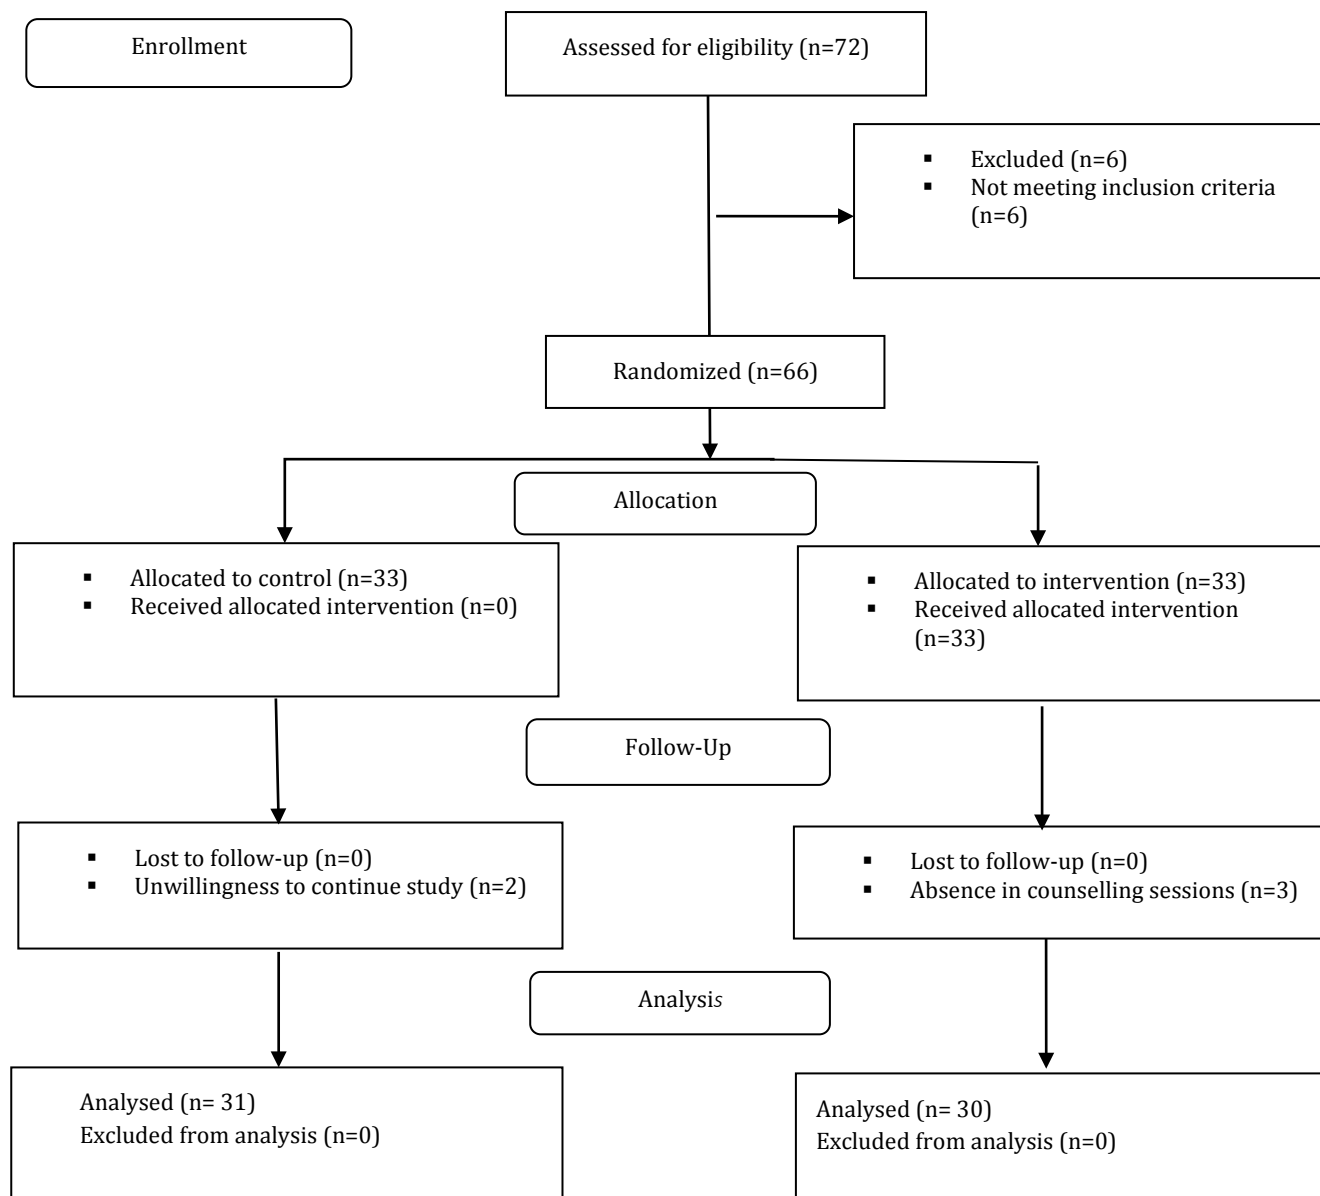 Enrollment
Assessed for eligibility (n=72)
▪ Excluded (n=6)
▪ Not meeting inclusion criteria
(n=6)
Randomized (n=66)
Allocation
▪ Allocated to control (n=33)
▪ Received allocated intervention (n=0)
▪ Allocated to intervention (n=33)
▪ Received allocated intervention
(n=33)
Follow-Up
▪ Lost to follow-up (n=0)
▪ Unwillingness to continue study (n=2)
▪ Lost to follow-up (n=0)
▪ Absence in counselling sessions (n=3)
Analysis
Analysed (n= 31)
Excluded from analysis (n=0)
Analysed (n= 30)
Excluded from analysis (n=0)